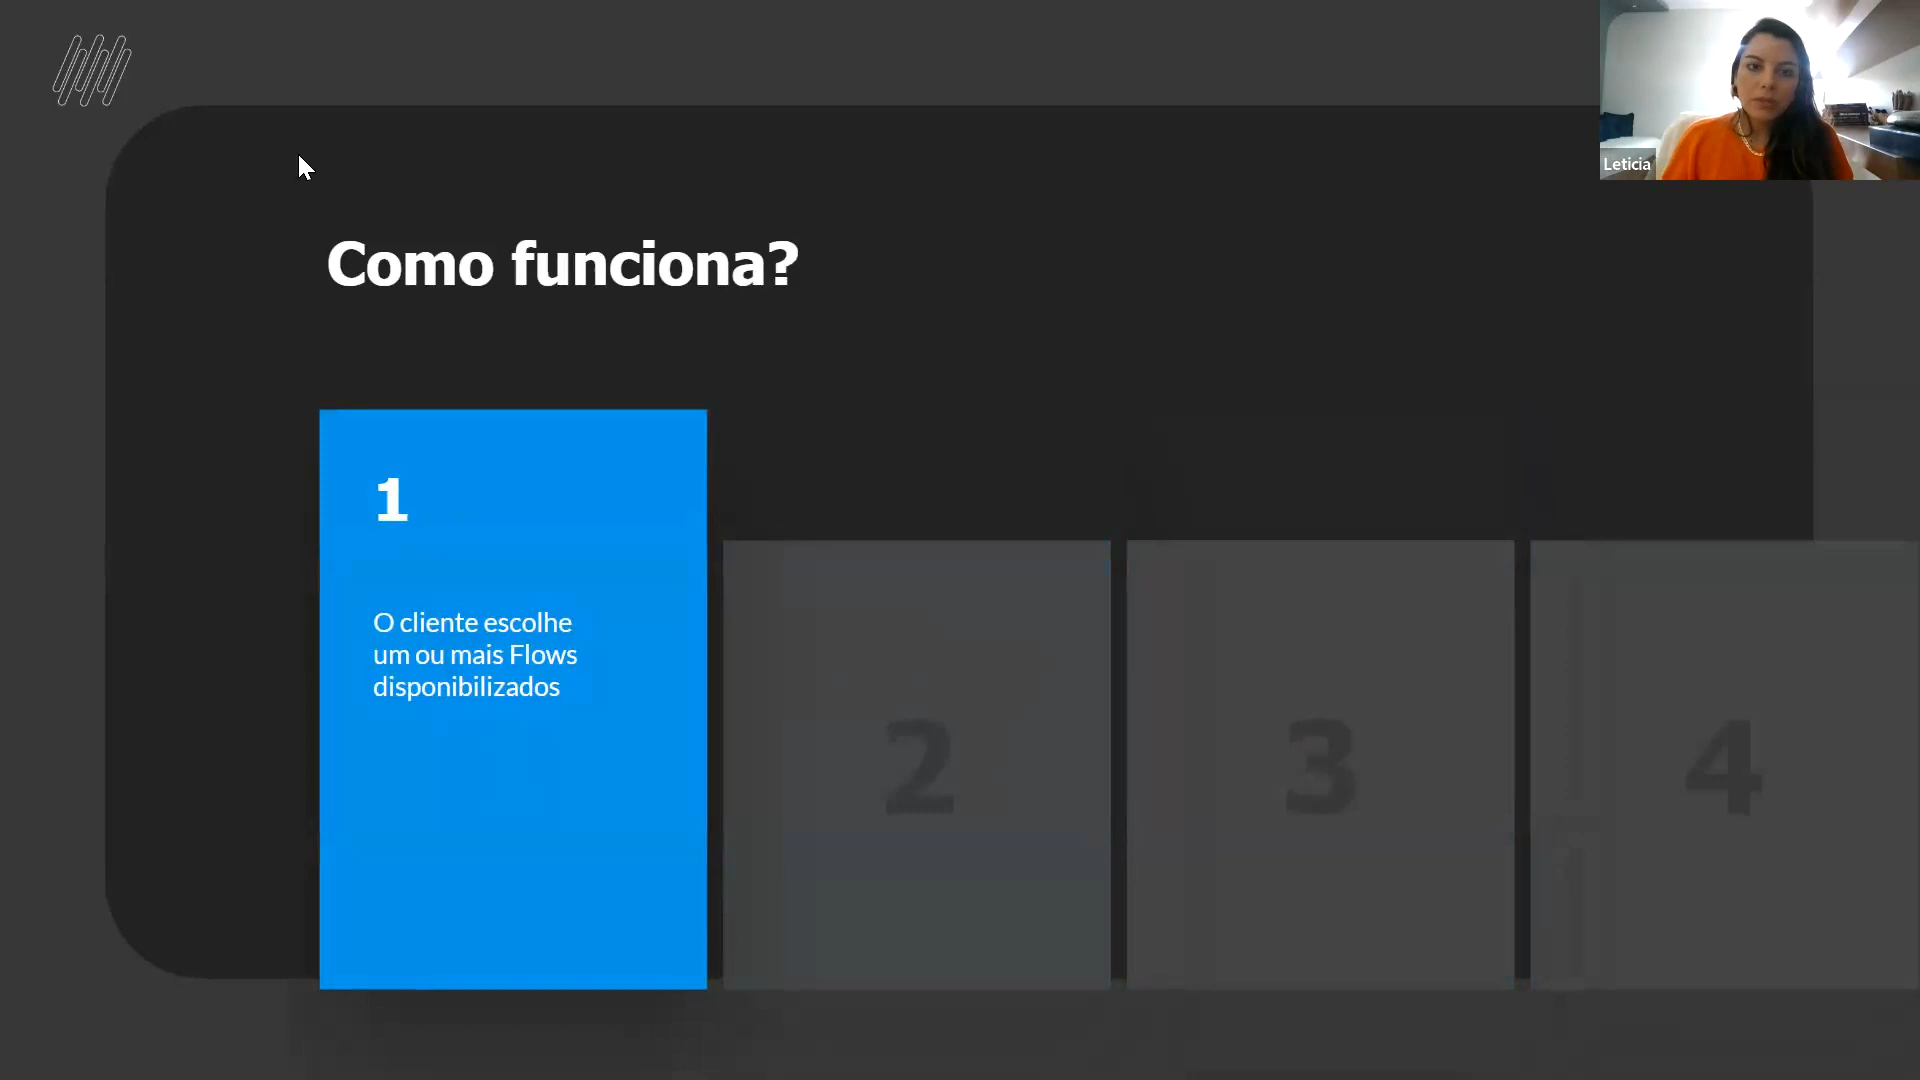 Leticia
Como funciona?
1
O cliente escolhe
um ou mais Flows
disponibilizados
2
3
4